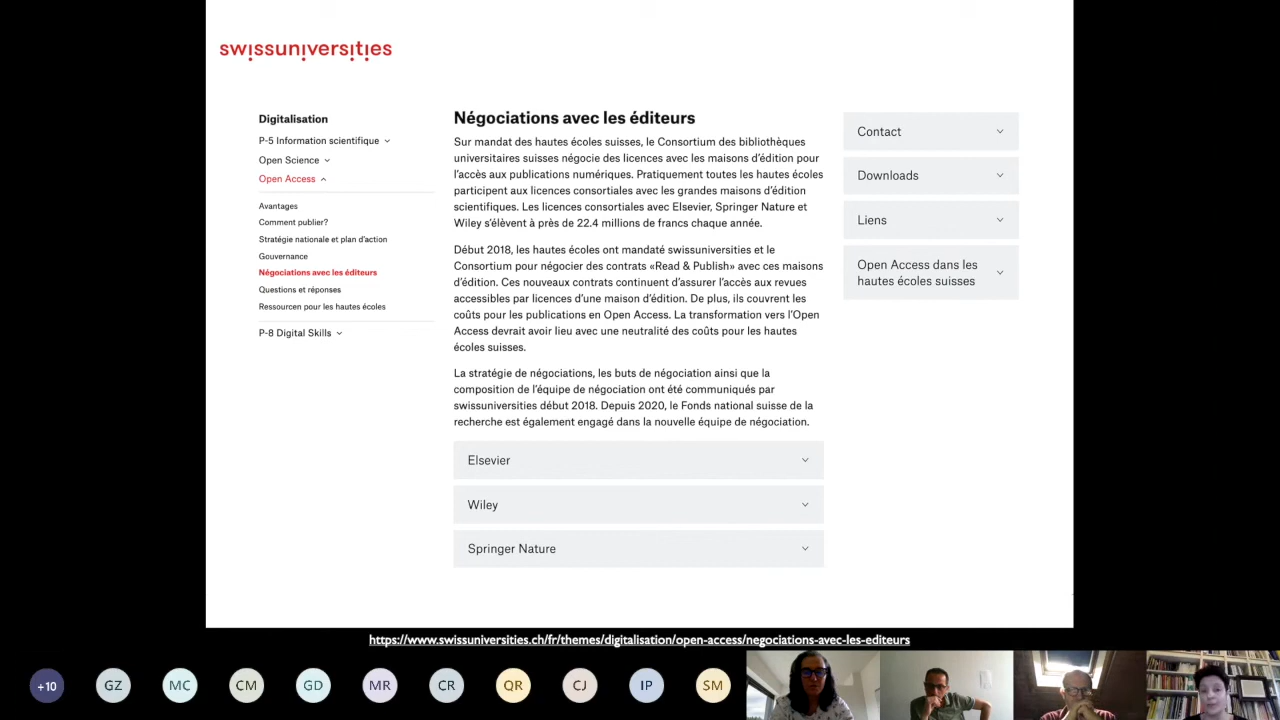 swissuniversities
Digitalisation
P-5 Information scientifique
Open Science
Open Access
Avantages
Comment publier?
Stratégie nationale et plan d'action
Gouvernance
Négociations avec les éditeurs
Questions et réponses
Ressourcen pour les hautes écoles
P-8 Digital Skills
Négociations avec les éditeurs
Sur mandat des hautes écoles suisses, le Consortium des bibliothèques
universitaires suisses négocie des licences avec les maisons d'édition pour
l'accès aux publications numériques. Pratiquement toutes les hautes écoles
participent aux licences consortiales avec les grandes maisons d'édition
scientifiques. Les licences consortiales avec Elsevier, Springer Nature et
Wiley s'élèvent à près de 22.4 millions de francs chaque année.
Début 2018, les hautes écoles ont mandaté swissuniversities et le
Consortium pour négocier des contrats «Read & Publish» avec ces maisons
d'édition. Ces nouveaux contrats continuent d'assurer l'accès aux revues
accessibles par licences d'une maison d'édition. De plus, ils couvrent les
coûts pour les publications en Open Access. La transformation vers l'Open
Access devrait avoir lieu avec une neutralité des coûts pour les hautes
écoles suisses.
La stratégie de négociations, les buts de négociation ainsi que la
composition de l'équipe de négociation ont été communiqués par
swissuniversities début 2018. Depuis 2020, le Fonds national suisse de la
recherche est également engagé dans la nouvelle équipe de négociation.
Elsevier
Wiley
Springer Nature
Contact
Downloads
Liens
Open Access dans les
hautes écoles suisses
https://www.swissuniversities.ch/fr/themes/digitalisation/open-access/negociations-avec-les-editeurs
+10 GZ MC CM GD MR CR QR CJ IP SM